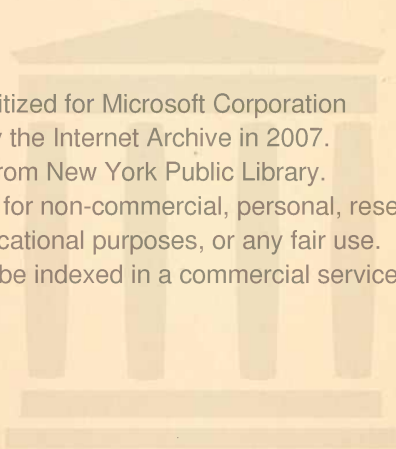 itized for Microsoft Corporation
y the Internet Archive in 2007.
rom New York Public Library.
for non-commercial, personal, rese
cational purposes, or any fair use.
be indexed in a commercial service